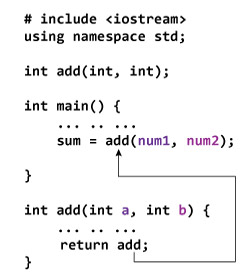 # include <iostream>
using namespace std;
int add(int, int);
int main() {
... .. ...
sum = add(num1, num2);
}
int add(int a, int b) {
... .. ...
return add;
}